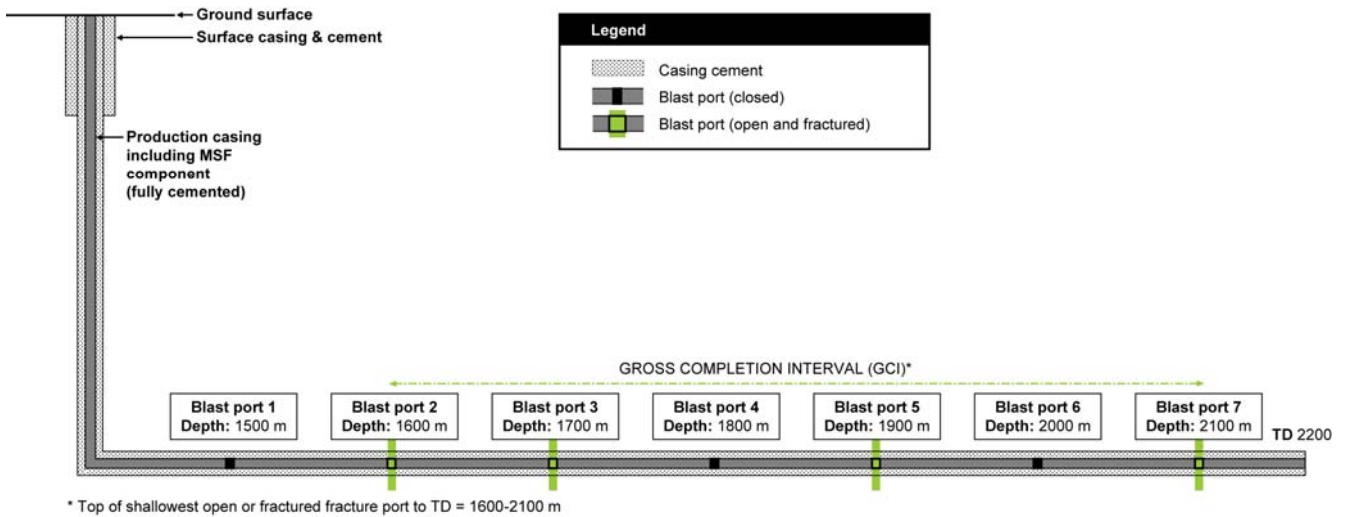 Ground surface
Surface casing & cement
Legend
Casing cement
Blast port (closed)
Blast port (open and fractured)
Production casing
including MSF
component
(fully cemented)
GROSS COMPLETION INTERVAL (GCI)*
Blast port 1
Depth: 1500 m
Blast port 2
Depth: 1600 m
Blast port 3
Depth: 1700 m
Blast port 4
Depth: 1800 m
Blast port 5
Depth: 1900 m
Blast port 6
Depth: 2000 m
Blast port 7
Depth: 2100 m
TD 2200
* Top of shallowest open or fractured fracture port to TD = 1600-2100 m